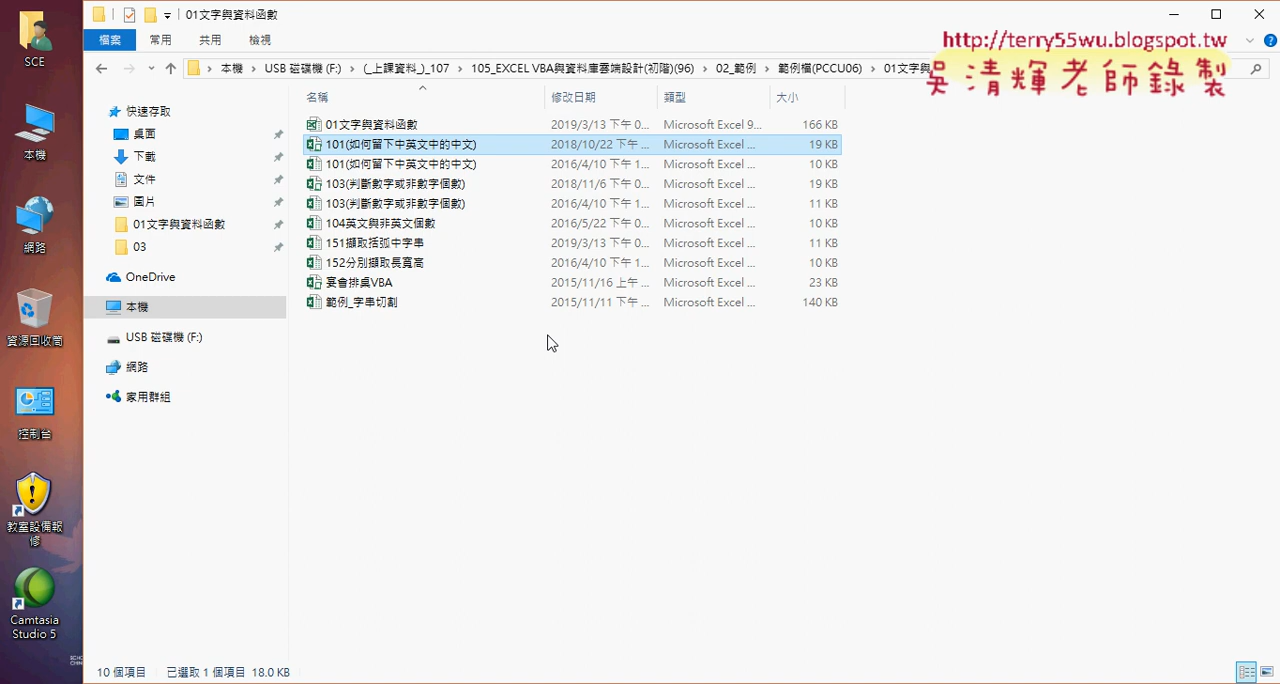 SCE
本機
網路
資源回收筒
控制台
教室設備報修
Camtasia Studio 5
01文字與資料函數
檔案 常用 共用 檢視
http://terry55wu.blogspot.tw
吳清輝老師錄製
本機 USB 磁碟機 (F:) (_上課資料_)_107 105_EXCEL VBA與資料庫雲端設計(初階)(96) 02_範例 範例檔(PCCU06) 01文字與
快速存取
桌面
下載
文件
圖片
01文字與資料函數
03
OneDrive
本機
USB 磁碟機 (F:)
網路
家用群組
名稱 修改日期 類型 大小
01文字與資料函數 2019/3/13 下午 0... Microsoft Excel 9... 166 KB
101(如何留下中英文中的中文) 2018/10/22 下午 ... Microsoft Excel ... 19 KB
101(如何留下中英文中的中文) 2016/4/10 下午 1... Microsoft Excel ... 10 KB
103(判斷數字或非數字個數) 2018/11/6 下午 0... Microsoft Excel ... 19 KB
103(判斷數字或非數字個數) 2016/4/10 下午 1... Microsoft Excel ... 11 KB
104英文與非英文個數 2016/5/22 下午 0... Microsoft Excel ... 10 KB
151擷取括弧中字串 2019/3/13 下午 0... Microsoft Excel ... 11 KB
152分別擷取長寬高 2016/4/10 下午 1... Microsoft Excel ... 10 KB
宴會排桌VBA 2015/11/16 上午 ... Microsoft Excel ... 23 KB
範例_字串切割 2015/11/11 下午 ... Microsoft Excel ... 140 KB
10 個項目 已選取 1 個項目 18.0 KB